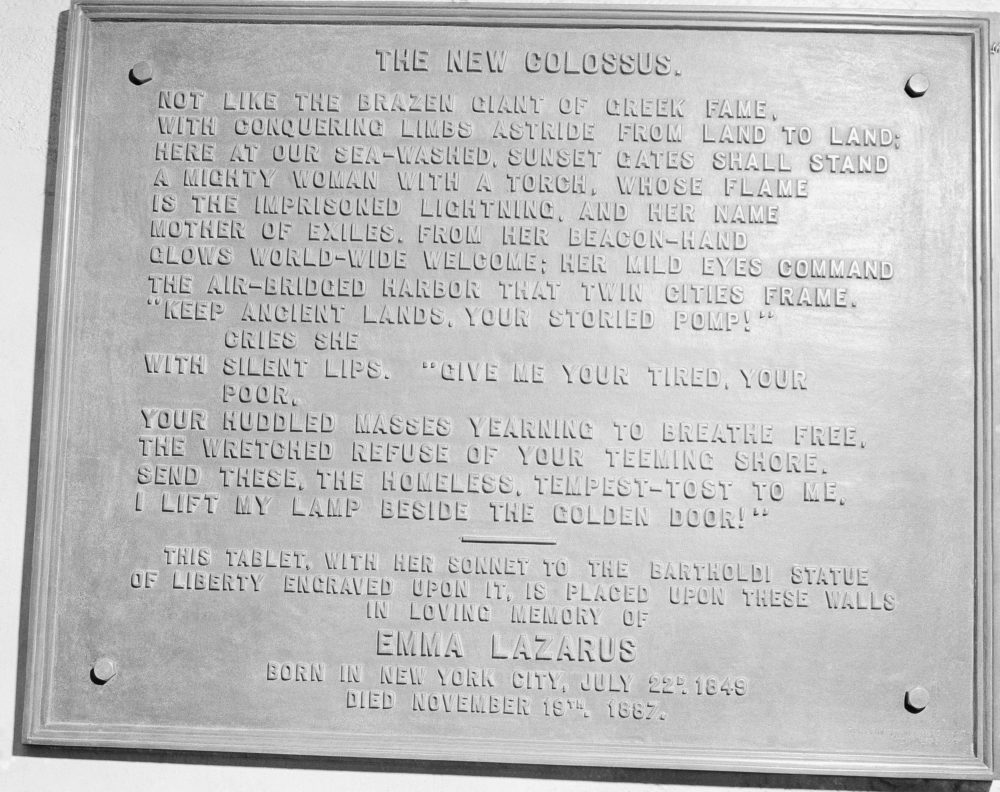 THE NEW COLOSSUS.
NOT LIKE THE BRAZEN GIANT OF GREEK FAME,
WITH CONQUERING LIMBS ASTRIDE FROM LAND TO LAND;
HERE AT OUR SEA-WASHED, SUNSET GATES SHALL STAND
A MIGHTY WOMAN WITH A TORCH, WHOSE FLAME
IS THE IMPRISONED LIGHTNING, AND HER NAME
MOTHER OF EXILES. FROM HER BEACON-HAND
GLOWS WORLD-WIDE WELCOME; HER MILD EYES COMMAND
THE AIR-BRIDGED HARBOR THAT TWIN CITIES FRAME.
"KEEP ANCIENT LANDS, YOUR STORIED POMP!"
CRIES SHE
WITH SILENT LIPS. "GIVE ME YOUR TIRED, YOUR
POOR,
YOUR HUDDLED MASSES YEARNING TO BREATHE FREE,
THE WRETCHED REFUSE OF YOUR TEEMING SHORE,
SEND THESE, THE HOMELESS, TEMPEST-TOST TO ME,
I LIFT MY LAMP BESIDE THE GOLDEN DOOR!"
THIS TABLET, WITH HER SONNET TO THE BARTHOLDI STATUE
OF LIBERTY ENGRAVED UPON IT, IS PLACED UPON THESE WALLS
IN LOVING MEMORY OF
EMMA LAZARUS
BORN IN NEW YORK CITY, JULY 22D, 1849
DIED NOVEMBER 19TH, 1887.